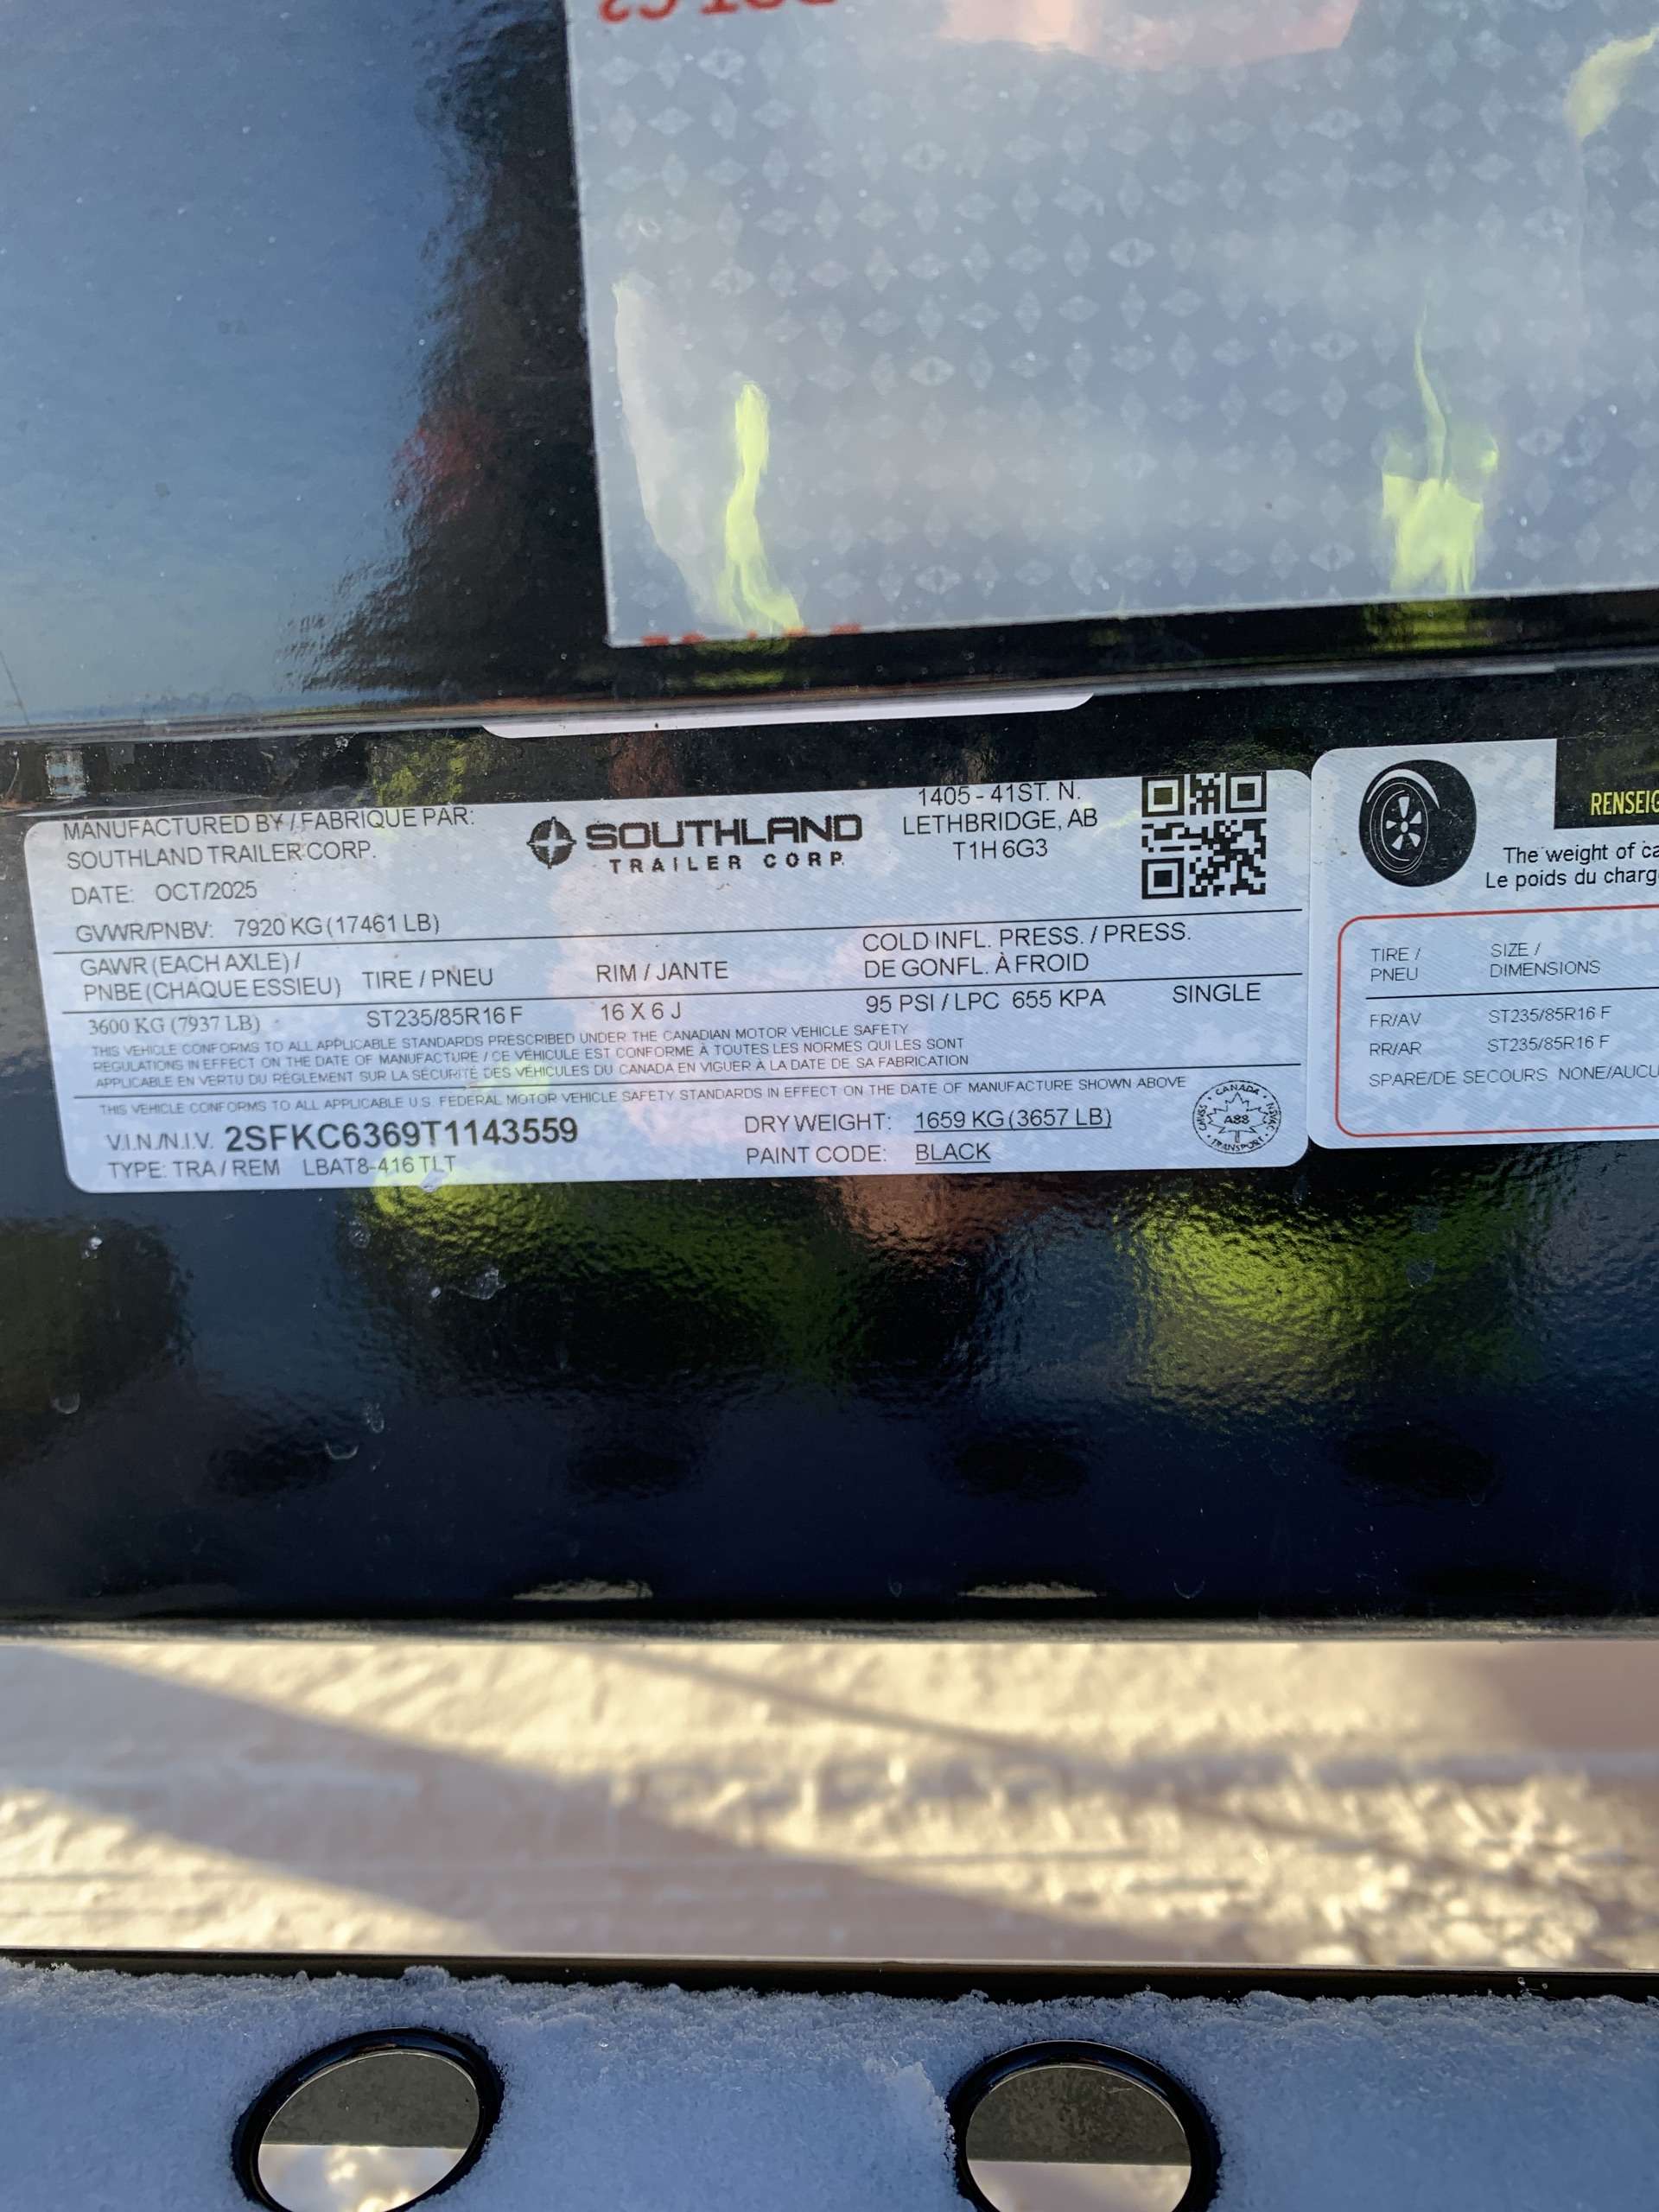 DOT C2
MANUFACTURED BY / FABRIQUE PAR:
SOUTHLAND TRAILER CORP.
DATE: OCT/2025
SOUTHLAND
TRAILER CORP.
1405 - 41ST. N.
LETHBRIDGE, AB
T1H 6G3
GVWR/PNBV: 7920 KG (17461 LB)
GAWR (EACH AXLE) /
PNBE (CHAQUE ESSIEU)
TIRE / PNEU
RIM / JANTE
COLD INFL. PRESS. / PRESS.
DE GONFL. À FROID
3600 KG (7937 LB)
ST235/85R16 F
16 X 6 J
95 PSI / LPC 655 KPA
SINGLE
THIS VEHICLE CONFORMS TO ALL APPLICABLE STANDARDS PRESCRIBED UNDER THE CANADIAN MOTOR VEHICLE SAFETY
REGULATIONS IN EFFECT ON THE DATE OF MANUFACTURE / CE VÉHICULE EST CONFORME À TOUTES LES NORMES QUI LES SONT
APPLICABLE EN VERTU DU RÈGLEMENT SUR LA SÉCURITÉ DES VÉHICULES DU CANADA EN VIGUER À LA DATE DE SA FABRICATION
THIS VEHICLE CONFORMS TO ALL APPLICABLE U.S. FEDERAL MOTOR VEHICLE SAFETY STANDARDS IN EFFECT ON THE DATE OF MANUFACTURE SHOWN ABOVE
V.I.N./N.I.V. 2SFKC6369T1143559
TYPE: TRA / REM LBAT8-416 TLT
DRY WEIGHT: 1659 KG (3657 LB)
PAINT CODE: BLACK
CANADA
A88
TRANSPORT
RENSEIG
The weight of ca
Le poids du charg
TIRE /
PNEU
SIZE /
DIMENSIONS
FR/AV ST235/85R16 F
RR/AR ST235/85R16 F
SPARE/DE SECOURS NONE/AUCU